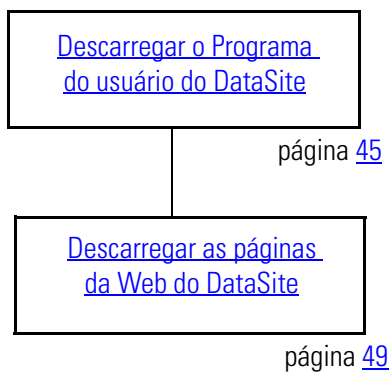 Descarregar o Programa
do usuário do DataSite
página 45
Descarregar as páginas
da Web do DataSite
página 49